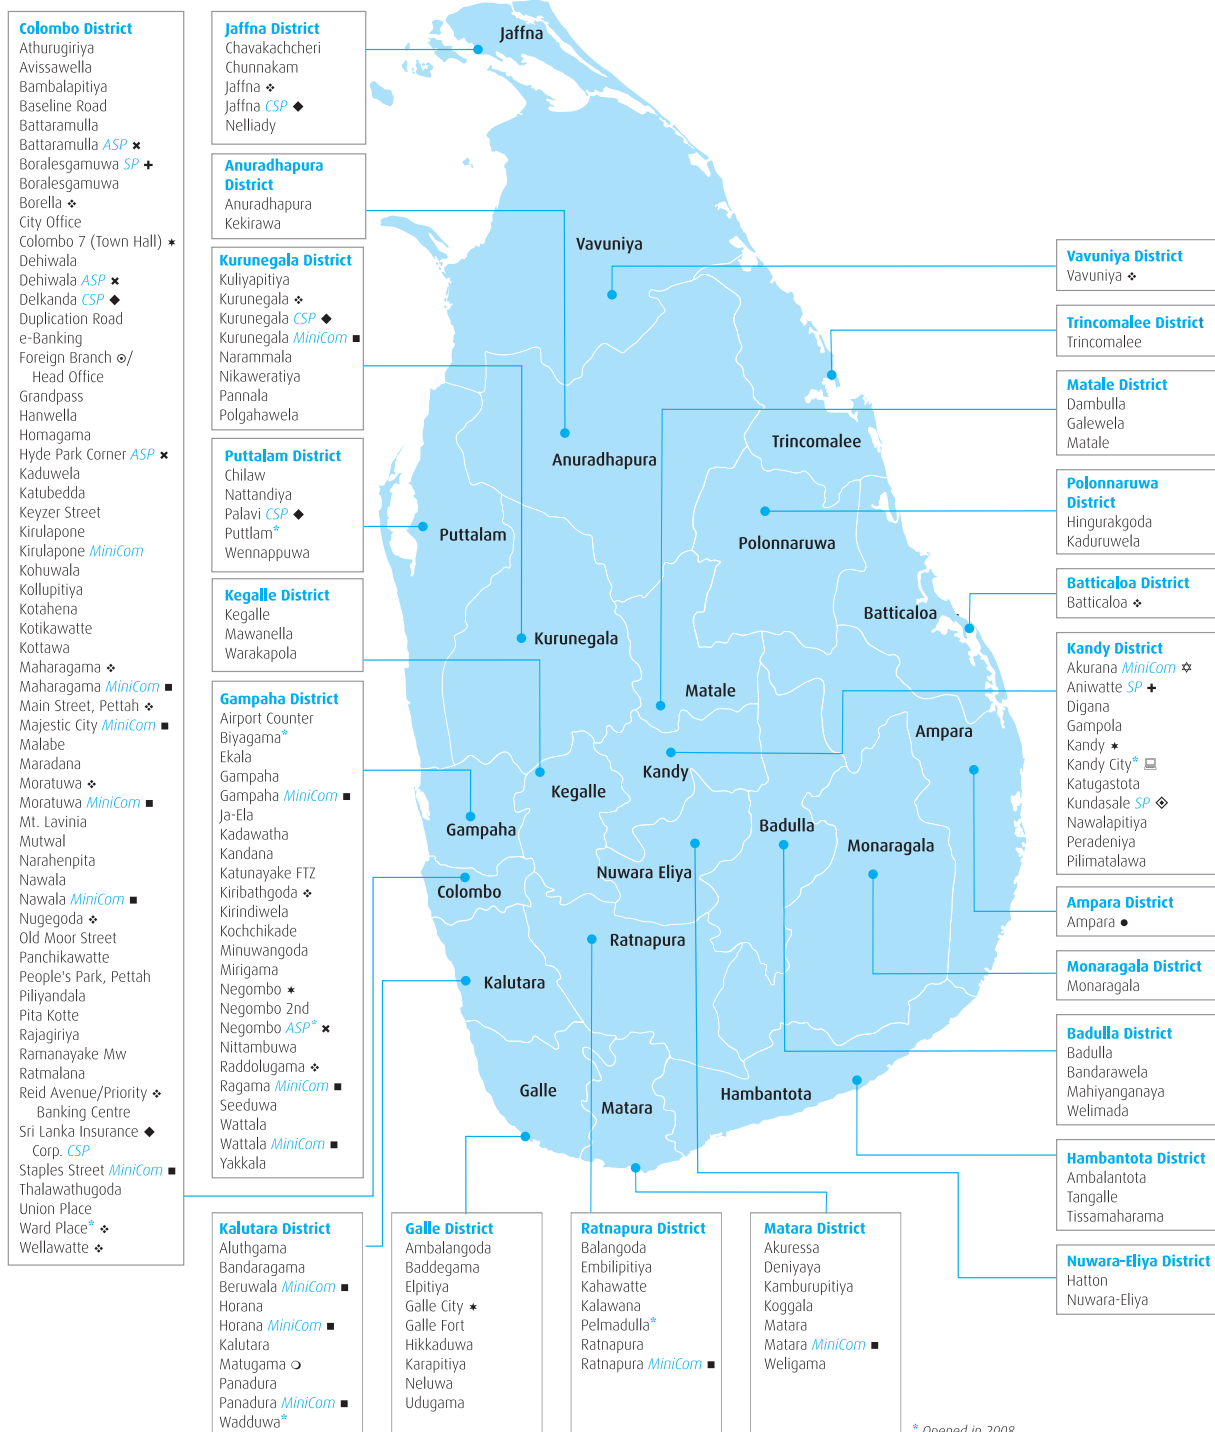 Colombo District
Athurugiriya
Avissawella
Bambalapitiya
Baseline Road
Battaramulla
Battaramulla ASP ✖
Boralesgamuwa SP ✚
Boralesgamuwa
Borella ❖
City Office
Colombo 7 (Town Hall) ✶
Dehiwala
Dehiwala ASP ✖
Delkanda CSP ◆
Duplication Road
e-Banking
Foreign Branch ⊙/
Head Office
Grandpass
Hanwella
Homagama
Hyde Park Corner ASP ✖
Kaduwela
Katubedda
Keyzer Street
Kirulapone
Kirulapone MiniCom
Kohuwala
Kollupitiya
Kotahena
Kotikawatte
Kottawa
Maharagama ❖
Maharagama MiniCom ■
Main Street, Pettah ❖
Majestic City MiniCom ■
Malabe
Maradana
Moratuwa ❖
Moratuwa MiniCom ■
Mt. Lavinia
Mutwal
Narahenpita
Nawala
Nawala MiniCom ■
Nugegoda ❖
Old Moor Street
Panchikawatte
People's Park, Pettah
Piliyandala
Pita Kotte
Rajagiriya
Ramanayake Mw
Ratmalana
Reid Avenue/Priority ❖
Banking Centre
Sri Lanka Insurance ◆
Corp. CSP
Staples Street MiniCom ■
Thalawathugoda
Union Place
Ward Place* ❖
Wellawatte ❖
Jaffna District
Chavakachcheri
Chunnakam
Jaffna ❖
Jaffna CSP ◆
Nelliady
Anuradhapura
District
Anuradhapura
Kekirawa
Kurunegala District
Kuliyapitiya
Kurunegala ❖
Kurunegala CSP ◆
Kurunegala MiniCom ■
Narammala
Nikaweratiya
Pannala
Polgahawela
Puttalam District
Chilaw
Nattandiya
Palavi CSP ◆
Puttlam*
Wennappuwa
Kegalle District
Kegalle
Mawanella
Warakapola
Gampaha District
Airport Counter
Biyagama*
Ekala
Gampaha
Gampaha MiniCom ■
Ja-Ela
Kadawatha
Kandana
Katunayake FTZ
Kiribathgoda ❖
Kirindiwela
Kochchikade
Minuwangoda
Mirigama
Negombo ✶
Negombo 2nd
Negombo ASP* ✖
Nittambuwa
Raddolugama ❖
Ragama MiniCom ■
Seeduwa
Wattala
Wattala MiniCom ■
Yakkala
Kalutara District
Aluthgama
Bandaragama
Beruwala MiniCom ■
Horana
Horana MiniCom ■
Kalutara
Matugama ❍
Panadura
Panadura MiniCom ■
Wadduwa*
Galle District
Ambalangoda
Baddegama
Elpitiya
Galle City ✶
Galle Fort
Hikkaduwa
Karapitiya
Neluwa
Udugama
Ratnapura District
Balangoda
Embilipitiya
Kahawatte
Kalawana
Pelmadulla*
Ratnapura
Ratnapura MiniCom ■
Matara District
Akuressa
Deniyaya
Kamburupitiya
Koggala
Matara
Matara MiniCom ■
Weligama
Jaffna
Vavuniya
Trincomalee
Anuradhapura
Puttalam
Polonnaruwa
Batticaloa
Kurunegala
Matale
Ampara
Kandy
Kegalle
Gampaha
Badulla
Monaragala
Nuwara Eliya
Colombo
Ratnapura
Kalutara
Galle
Matara
Hambantota
Vavuniya District
Vavuniya ❖
Trincomalee District
Trincomalee
Matale District
Dambulla
Galewela
Matale
Polonnaruwa
District
Hingurakgoda
Kaduruwela
Batticaloa District
Batticaloa ❖
Kandy District
Akurana MiniCom ✡
Aniwatte SP ✚
Digana
Gampola
Kandy ✶
Kandy City* 💻
Katugastota
Kundasale SP ◈
Nawalapitiya
Peradeniya
Pilimatalawa
Ampara District
Ampara ●
Monaragala District
Monaragala
Badulla District
Badulla
Bandarawela
Mahiyanganaya
Welimada
Hambantota District
Ambalantota
Tangalle
Tissamaharama
Nuwara-Eliya District
Hatton
Nuwara-Eliya
* Opened in 2008